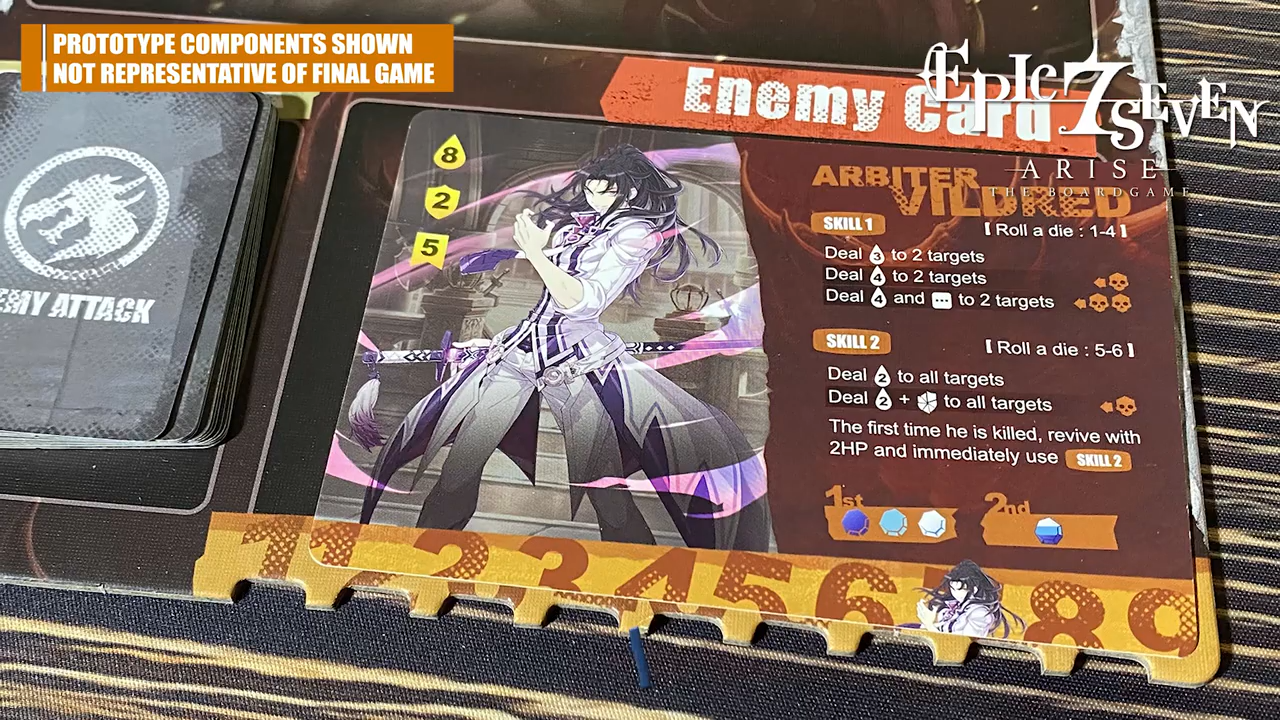 PROTOTYPE COMPONENTS SHOWN
NOT REPRESENTATIVE OF FINAL GAME
EPIC 7 SEVEN
ARISE
THE BOARDGAME
Enemy Card
8
2
5
ATTACK
ARBITER
VILDRED
SKILL 1
[Roll a die : 1-4]
Deal 3 to 2 targets
Deal 4 to 2 targets
Deal 4 and ... to 2 targets
SKILL 2
[Roll a die : 5-6]
Deal 2 to all targets
Deal 2 + to all targets
The first time he is killed, revive with
2HP and immediately use SKILL 2
1st
2nd
1 2 3 4 5 6 8 9